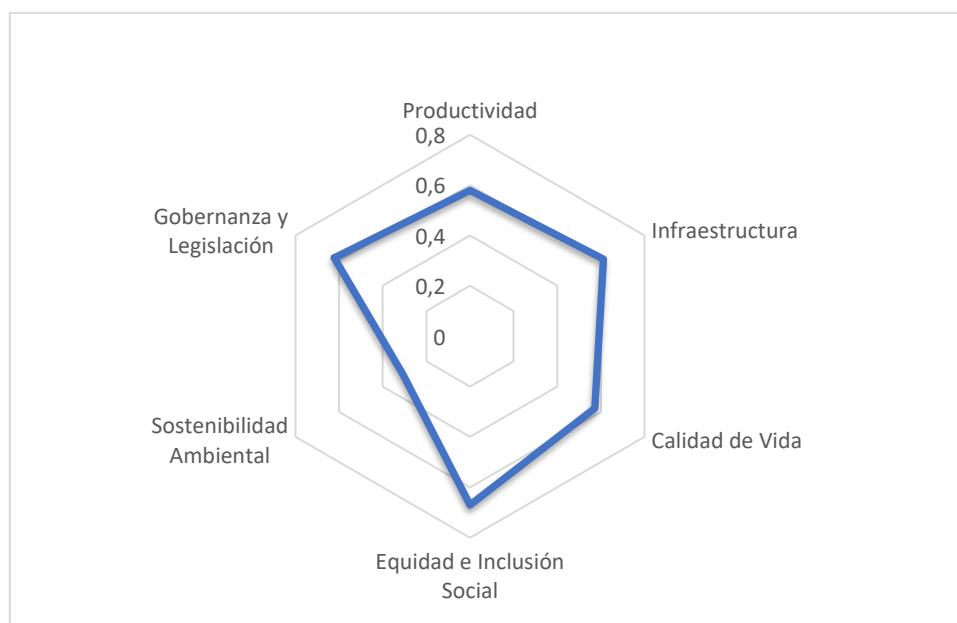 Productividad
0,8
0,6
0,4
0,2
0
Infraestructura
Calidad de Vida
Equidad e Inclusión
Social
Sostenibilidad
Ambiental
Gobernanza y
Legislación